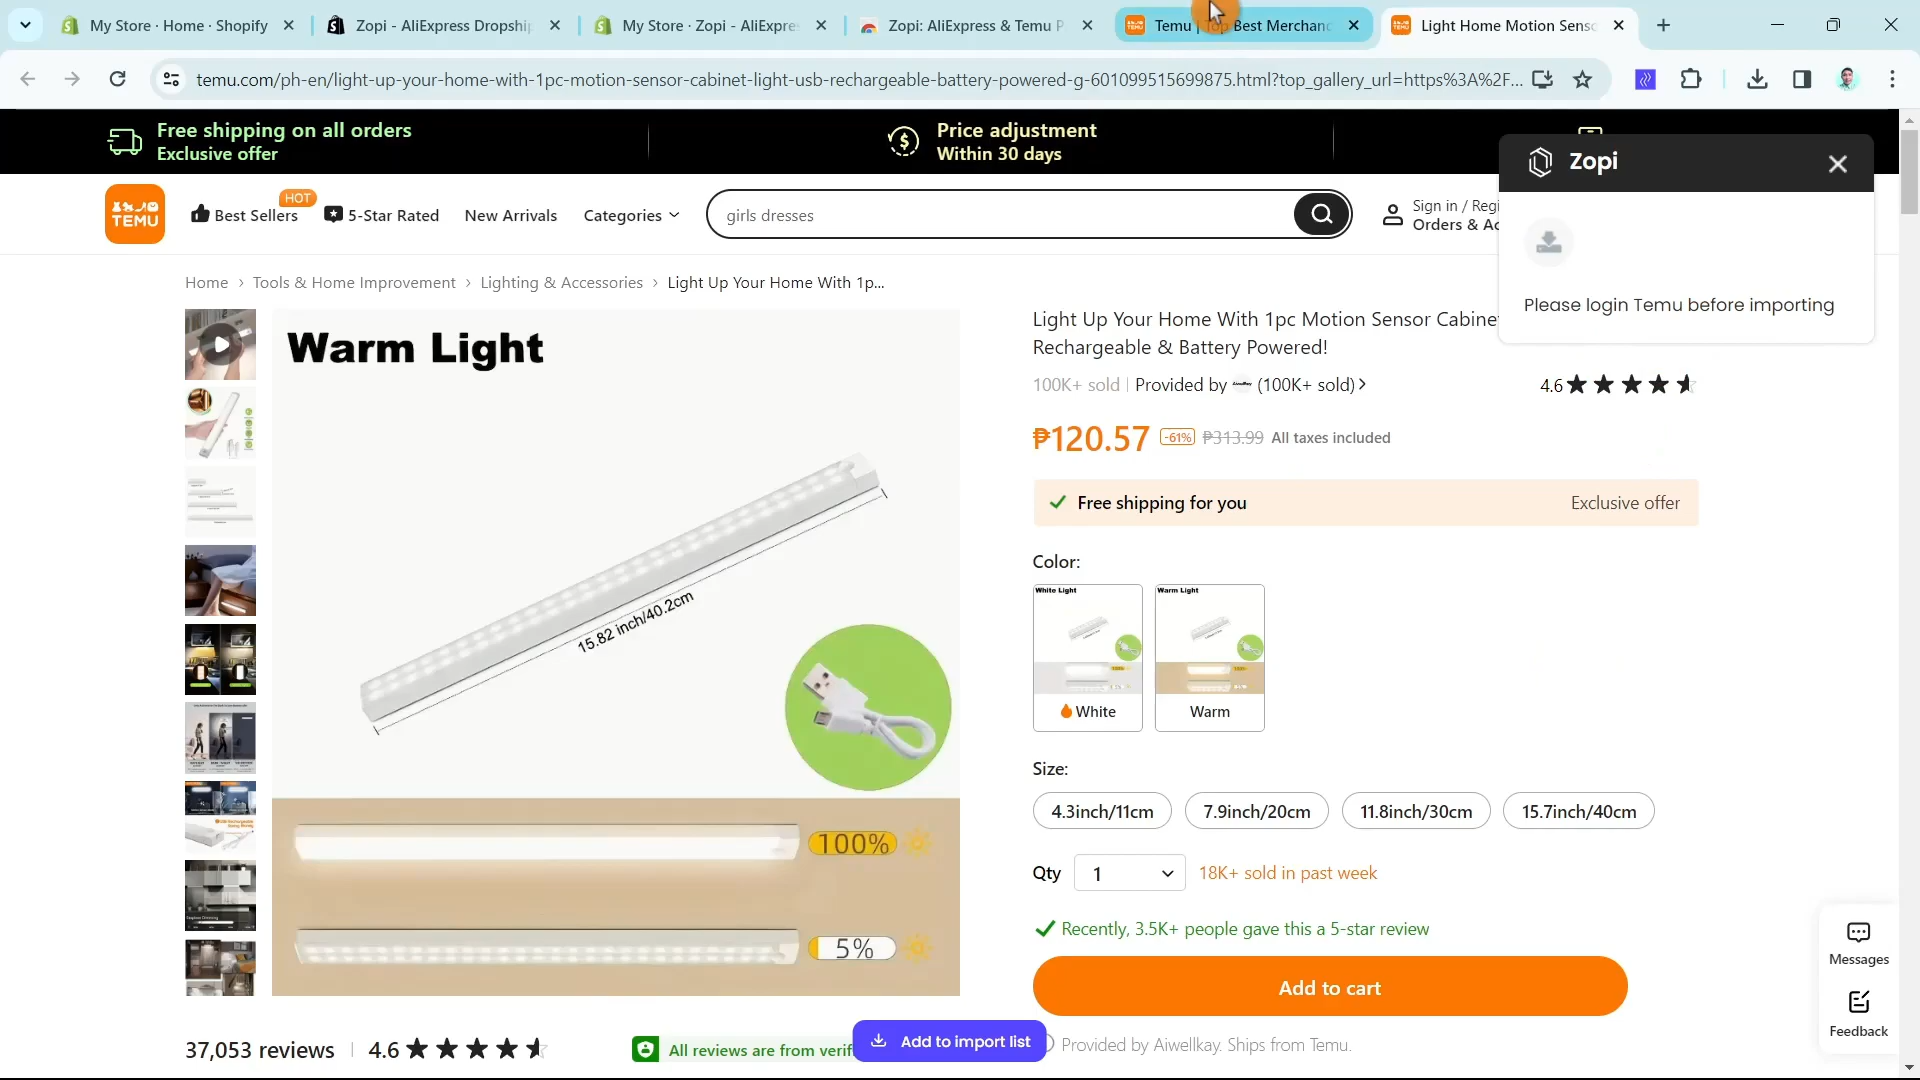 My Store · Home · Shopify
Zopi - AliExpress Dropship
My Store · Zopi - AliExpre
Zopi: AliExpress & Temu P
Temu | Top Best Merchand
Light Home Motion Senso
temu.com/ph-en/light-up-your-home-with-1pc-motion-sensor-cabinet-light-usb-rechargeable-battery-powered-g-601099515699875.html?top_gallery_url=https%3A%2F...
Free shipping on all orders
Exclusive offer
Price adjustment
Within 30 days
Zopi
Please login Temu before importing
TEMU
Best Sellers
HOT
5-Star Rated
New Arrivals
Categories
girls dresses
Sign in / Regi
Orders & Ac
Home › Tools & Home Improvement › Lighting & Accessories › Light Up Your Home With 1p...
Warm Light
15.82 inch/40.2cm
100%
5%
Light Up Your Home With 1pc Motion Sensor Cabine
Rechargeable & Battery Powered!
100K+ sold | Provided by (100K+ sold) >
4.6
₱120.57 -61% ₱313.99 All taxes included
Free shipping for you
Exclusive offer
Color:
White Light
Warm Light
White
Warm
Size:
4.3inch/11cm
7.9inch/20cm
11.8inch/30cm
15.7inch/40cm
Qty 1 18K+ sold in past week
Recently, 3.5K+ people gave this a 5-star review
Add to cart
Messages
Feedback
37,053 reviews | 4.6
All reviews are from verif
Add to import list
Provided by Aiwellkay. Ships from Temu.